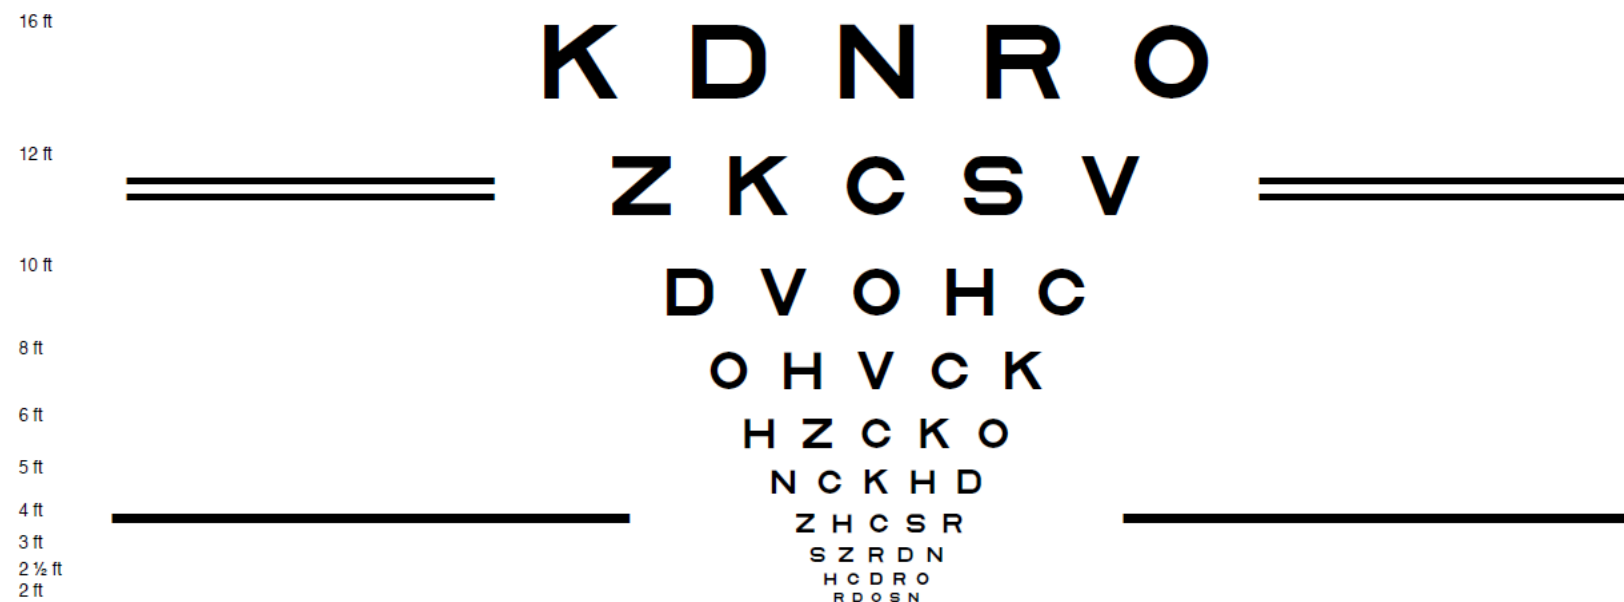 16 ft K D N R O
12 ft Z K C S V
10 ft D V O H C
8 ft O H V C K
6 ft H Z C K O
5 ft N C K H D
4 ft Z H C S R
3 ft S Z R D N
2 ½ ft H C D R O
2 ft R D O S N